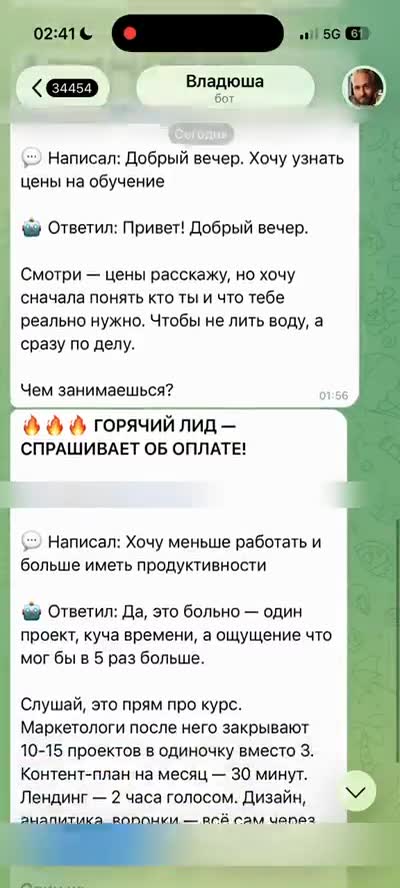 02:41
5G 61
34454
Владюша
бот
Сегодня
💬 Написал: Добрый вечер. Хочу узнать
цены на обучение
🤖 Ответил: Привет! Добрый вечер.
Смотри — цены расскажу, но хочу
сначала понять кто ты и что тебе
реально нужно. Чтобы не лить воду, а
сразу по делу.
Чем занимаешься?
01:56
🔥🔥🔥 ГОРЯЧИЙ ЛИД —
СПРАШИВАЕТ ОБ ОПЛАТЕ!
💬 Написал: Хочу меньше работать и
больше иметь продуктивности
🤖 Ответил: Да, это больно — один
проект, куча времени, а ощущение что
мог бы в 5 раз больше.
Слушай, это прям про курс.
Маркетологи после него закрывают
10-15 проектов в одиночку вместо 3.
Контент-план на месяц — 30 минут.
Лендинг — 2 часа голосом. Дизайн,
аналитика, воронки — всё сам через